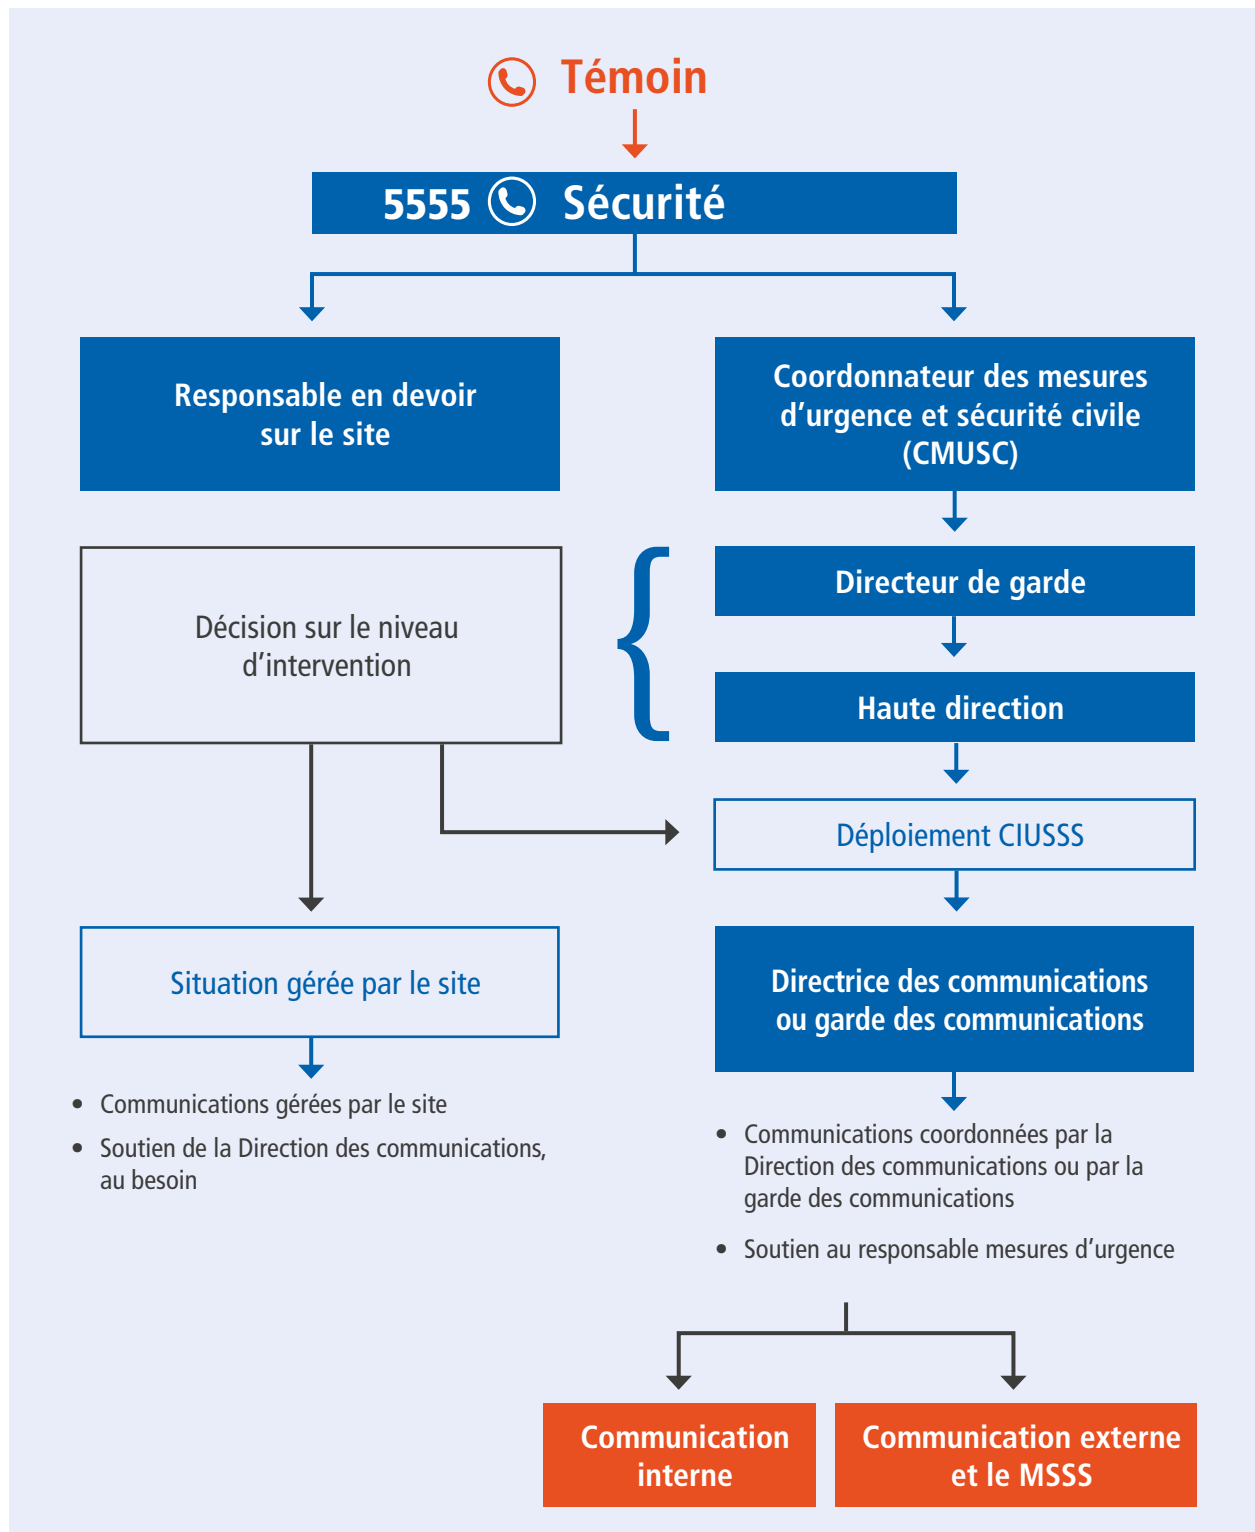 Témoin
5555 Sécurité
Responsable en devoir
sur le site
Coordonnateur des mesures
d’urgence et sécurité civile
(CMUSC)
Décision sur le niveau
d’intervention
Directeur de garde
Haute direction
Déploiement CIUSSS
Situation gérée par le site
Directrice des communications
ou garde des communications
• Communications gérées par le site
• Soutien de la Direction des communications,
au besoin
• Communications coordonnées par la
Direction des communications ou par la
garde des communications
• Soutien au responsable mesures d’urgence
Communication
interne
Communication externe
et le MSSS